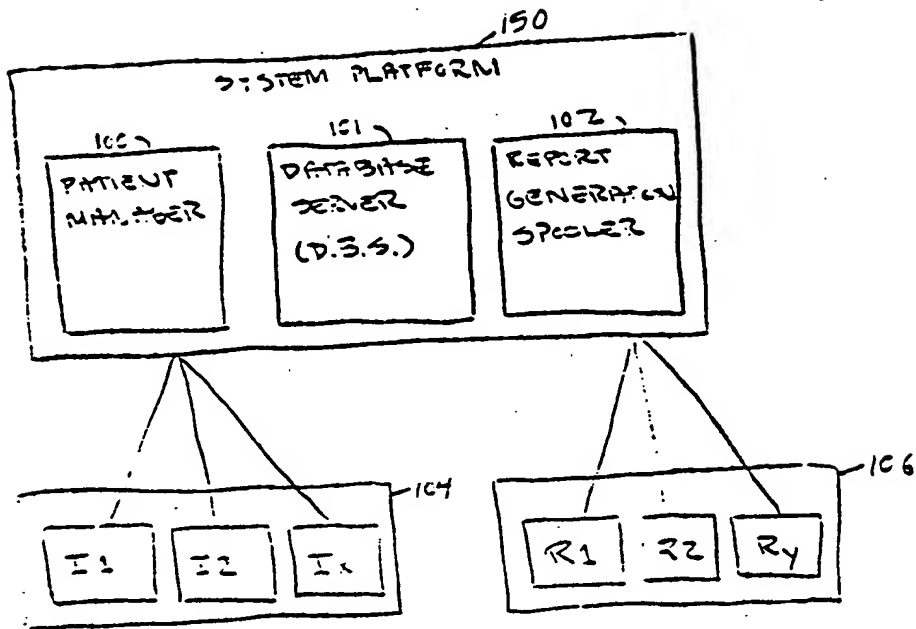 150
SYSTEM PLATFORM
100
101
102
PATIENT
MANAGER
DATABASE
SERVER
(D.B.S.)
REPORT
GENERATION
SPOOLER
104
106
I1
I2
Ix
R1
R2
Ry